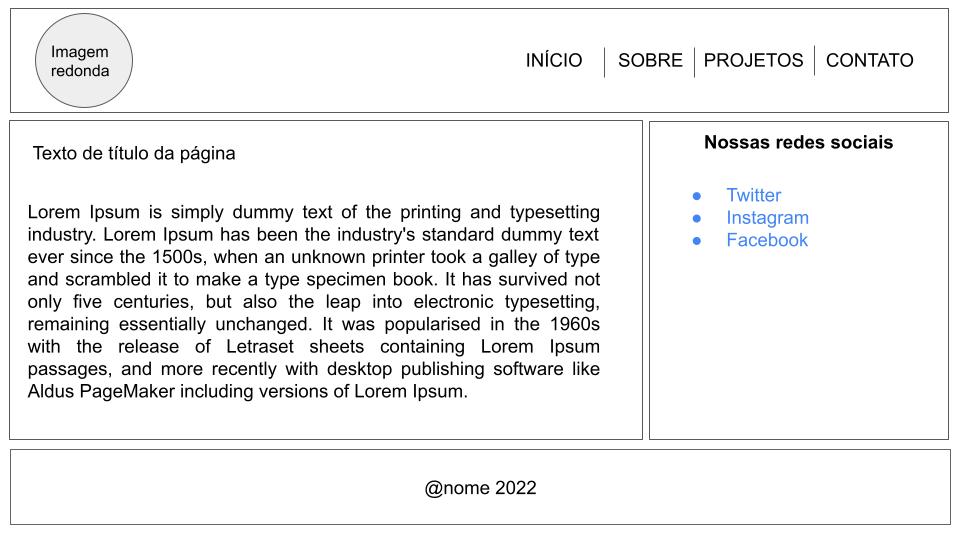 Imagem
redonda
INÍCIO SOBRE PROJETOS CONTATO
Texto de título da página
Lorem Ipsum is simply dummy text of the printing and typesetting
industry. Lorem Ipsum has been the industry's standard dummy text
ever since the 1500s, when an unknown printer took a galley of type
and scrambled it to make a type specimen book. It has survived not
only five centuries, but also the leap into electronic typesetting,
remaining essentially unchanged. It was popularised in the 1960s
with the release of Letraset sheets containing Lorem Ipsum
passages, and more recently with desktop publishing software like
Aldus PageMaker including versions of Lorem Ipsum.
Nossas redes sociais
● Twitter
● Instagram
● Facebook
@nome 2022